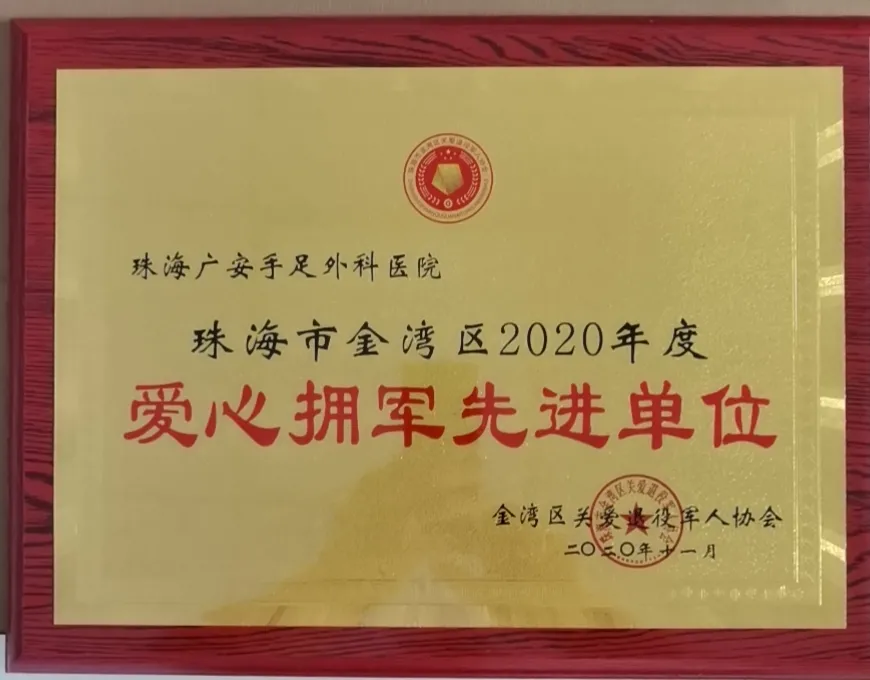 珠海广安手足外科医院
珠海市金湾区2020年度
爱心拥军先进单位
金湾区关爱退役军人协会
二〇二〇年十一月